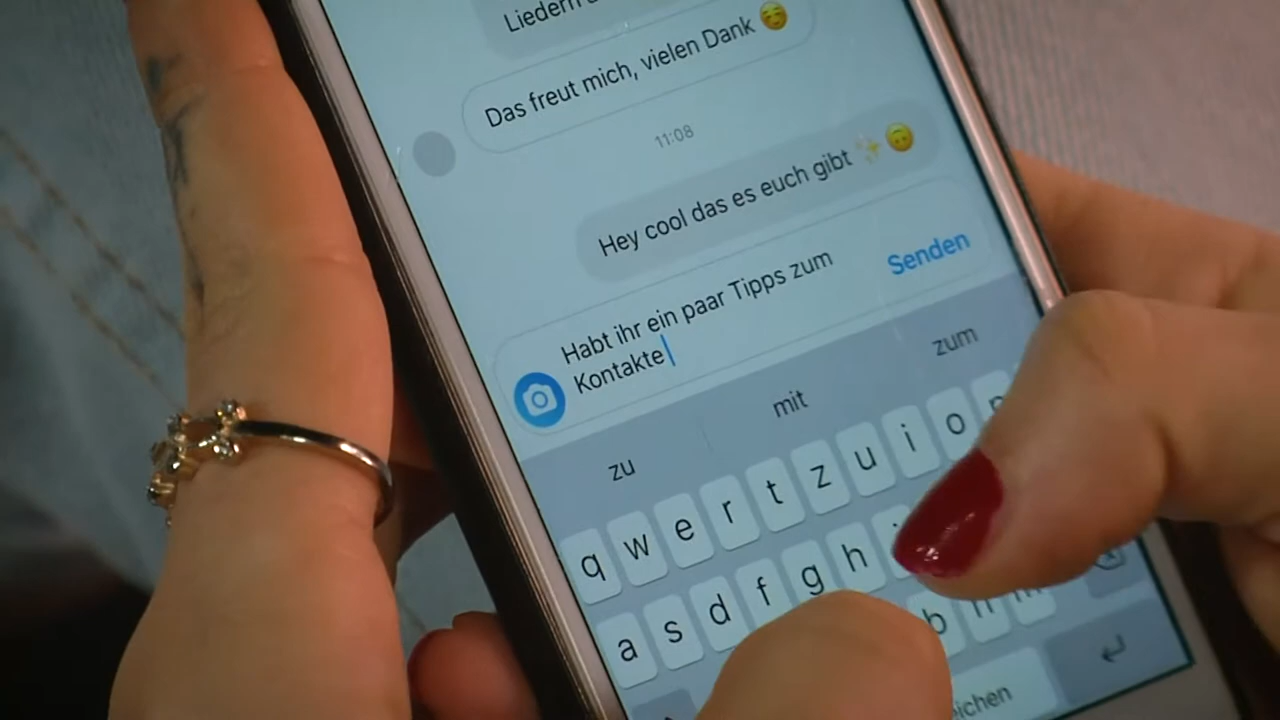 Liedern
Das freut mich, vielen Dank ☺️
11:08
Hey cool das es euch gibt ✨🙃
Habt ihr ein paar Tipps zum
Kontakte
Senden
zu mit zum
q w e r t z u i o
a s d f g h
b n m